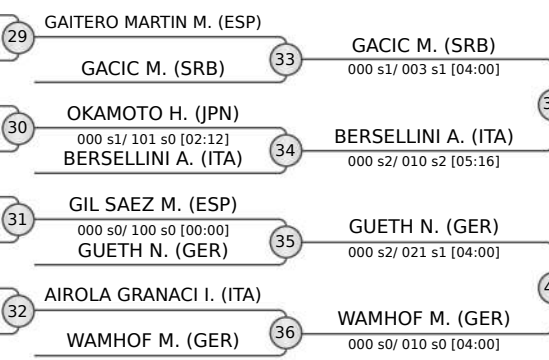 GAITERO MARTIN M. (ESP)
29
GACIC M. (SRB)
33
GACIC M. (SRB)
000 s1/ 003 s1 [04:00]
OKAMOTO H. (JPN)
30
000 s1/ 101 s0 [02:12]
BERSELLINI A. (ITA)
34
BERSELLINI A. (ITA)
000 s2/ 010 s2 [05:16]
GIL SAEZ M. (ESP)
31
000 s0/ 100 s0 [00:00]
GUETH N. (GER)
35
GUETH N. (GER)
000 s2/ 021 s1 [04:00]
AIROLA GRANACI I. (ITA)
32
WAMHOF M. (GER)
36
WAMHOF M. (GER)
000 s0/ 010 s0 [04:00]